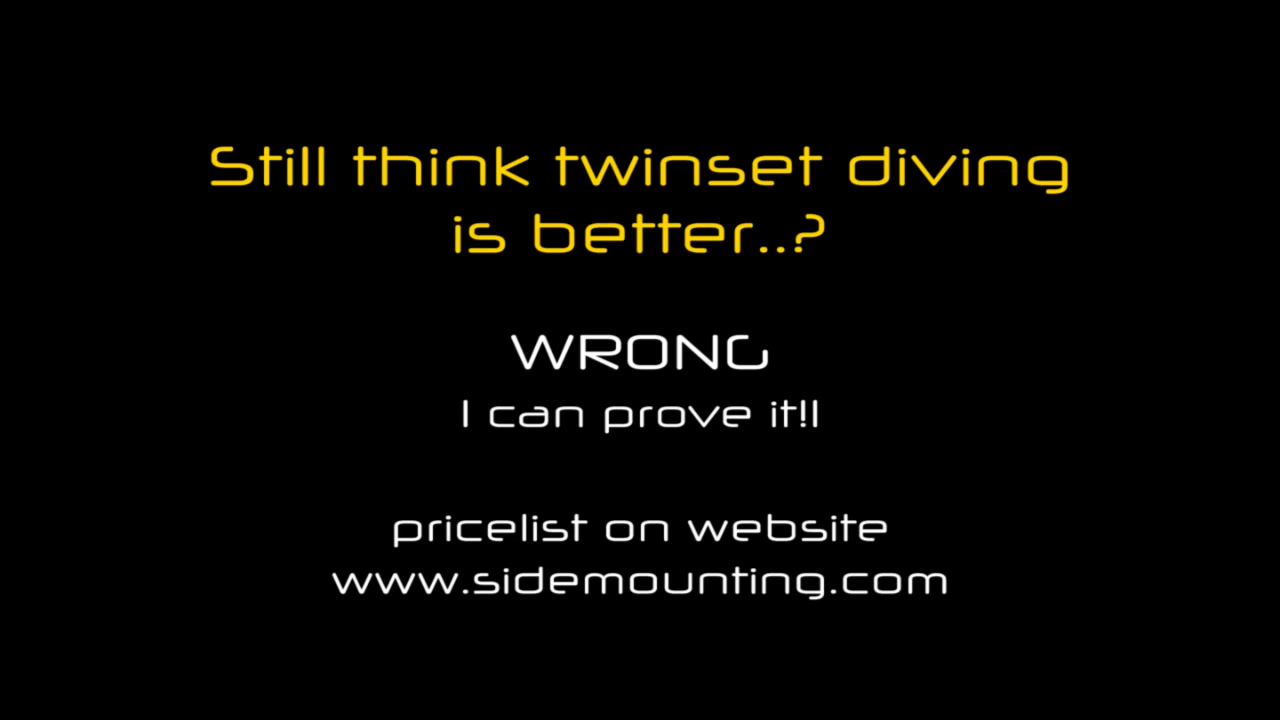 Still think twinset diving
is better..?
WRONG
I can prove it!!
pricelist on website
www.sidemounting.com